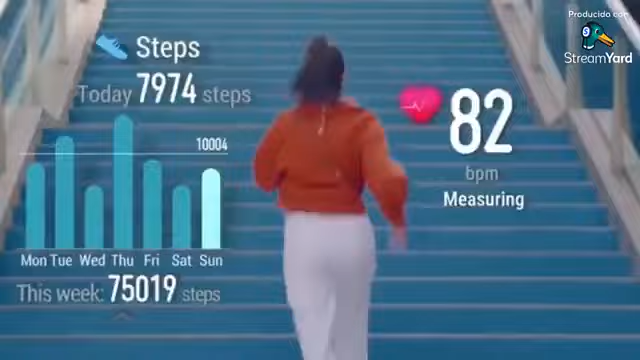 Producido con
StreamYard
Steps
Today 7974 steps
10004
Mon Tue Wed Thu Fri Sat Sun
This week: 75019 steps
82
bpm
Measuring